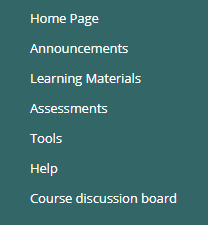 Home Page
Announcements
Learning Materials
Assessments
Tools
Help
Course discussion board